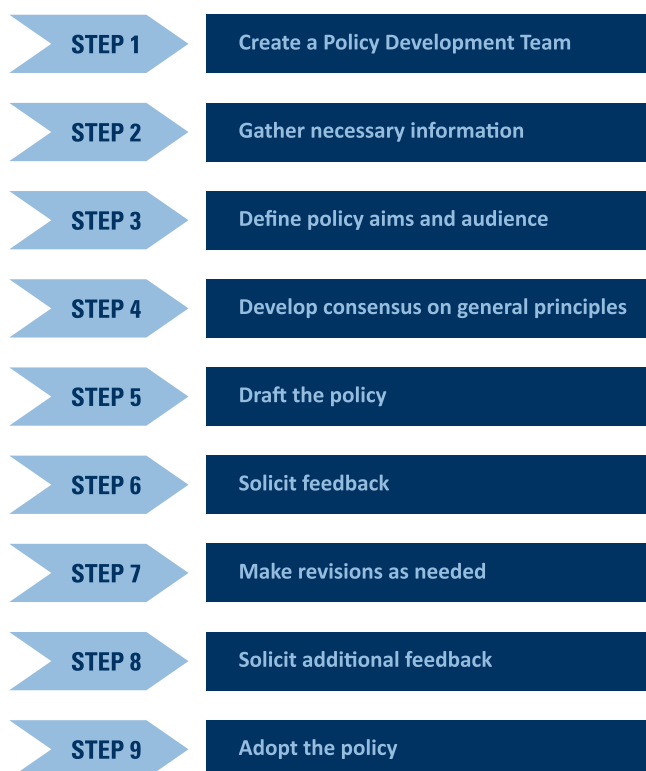 STEP 1 Create a Policy Development Team
STEP 2 Gather necessary information
STEP 3 Define policy aims and audience
STEP 4 Develop consensus on general principles
STEP 5 Draft the policy
STEP 6 Solicit feedback
STEP 7 Make revisions as needed
STEP 8 Solicit additional feedback
STEP 9 Adopt the policy